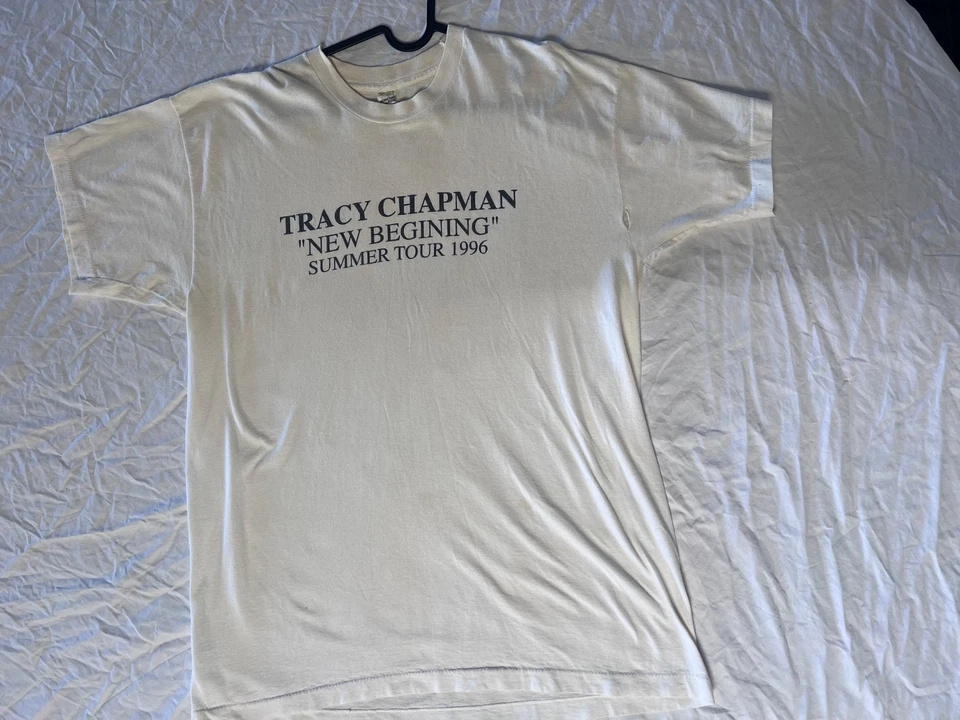 TRACY CHAPMAN
"NEW BEGINING"
SUMMER TOUR 1996